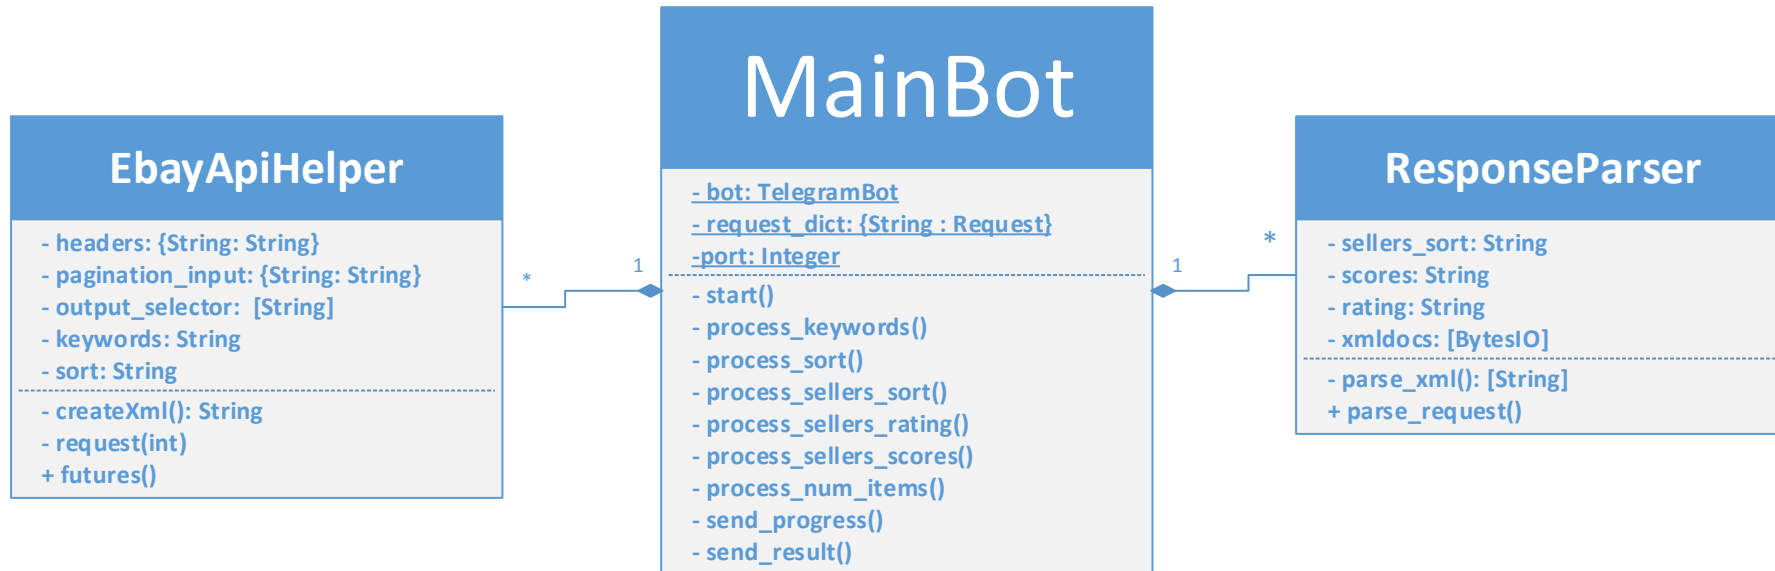 EbayApiHelper
- headers: {String: String}
- pagination_input: {String: String}
- output_selector:  [String]
- keywords: String
- sort: String
- createXml(): String
- request(int)
+ futures()
*
1
MainBot
- bot: TelegramBot
- request_dict: {String : Request}
-port: Integer
- start()
- process_keywords()
- process_sort()
- process_sellers_sort()
- process_sellers_rating()
- process_sellers_scores()
- process_num_items()
- send_progress()
- send_result()
1
*
ResponseParser
- sellers_sort: String
- scores: String
- rating: String
- xmldocs: [BytesIO]
- parse_xml(): [String]
+ parse_request()